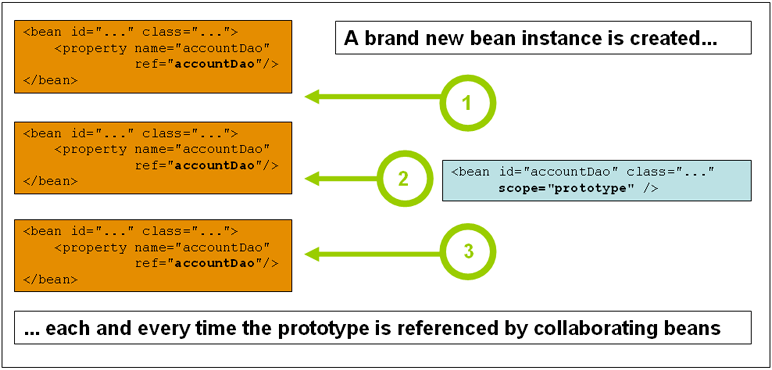 <bean id="..." class="...">
<property name="accountDao"
ref="accountDao"/>
</bean>
A brand new bean instance is created...
1
<bean id="..." class="...">
<property name="accountDao"
ref="accountDao"/>
</bean>
2
<bean id="accountDao" class="..."
scope="prototype" />
<bean id="..." class="...">
<property name="accountDao"
ref="accountDao"/>
</bean>
3
... each and every time the prototype is referenced by collaborating beans